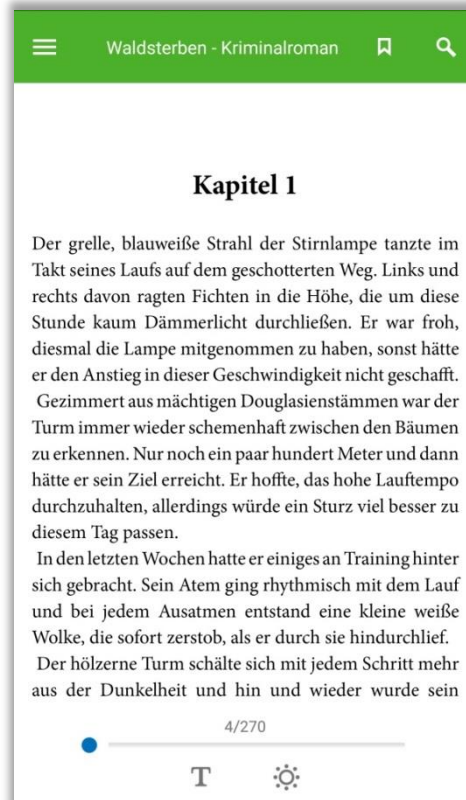 Waldsterben - Kriminalroman
Kapitel 1
Der grelle, blauweiße Strahl der Stirnlampe tanzte im
Takt seines Laufs auf dem geschotterten Weg. Links und
rechts davon ragten Fichten in die Höhe, die um diese
Stunde kaum Dämmerlicht durchließen. Er war froh,
diesmal die Lampe mitgenommen zu haben, sonst hätte
er den Anstieg in dieser Geschwindigkeit nicht geschafft.
Gezimmert aus mächtigen Douglasienstämmen war der
Turm immer wieder schemenhaft zwischen den Bäumen
zu erkennen. Nur noch ein paar hundert Meter und dann
hätte er sein Ziel erreicht. Er hoffte, das hohe Lauftempo
durchzuhalten, allerdings würde ein Sturz viel besser zu
diesem Tag passen.
In den letzten Wochen hatte er einiges an Training hinter
sich gebracht. Sein Atem ging rhythmisch mit dem Lauf
und bei jedem Ausatmen entstand eine kleine weiße
Wolke, die sofort zerstob, als er durch sie hindurchlief.
Der hölzerne Turm schälte sich mit jedem Schritt mehr
aus der Dunkelheit und hin und wieder wurde sein
4/270
T